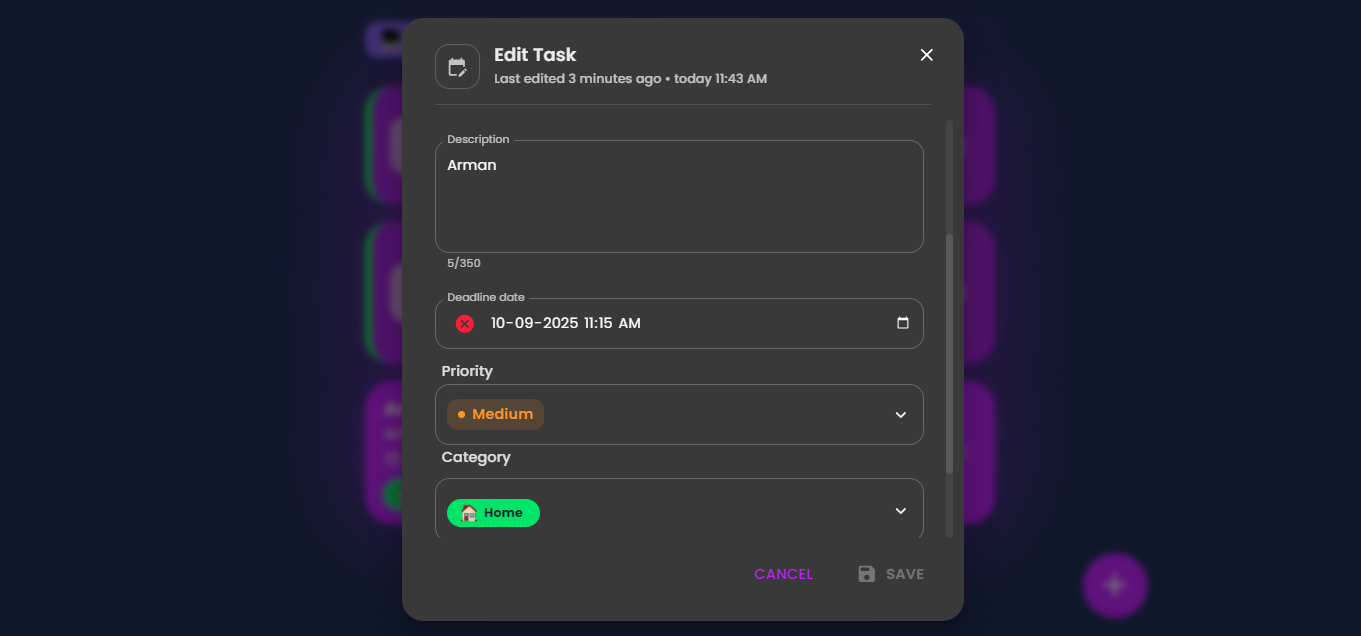 Edit Task
Last edited 3 minutes ago • today 11:43 AM
Description
Arman
5/350
Deadline date
10-09-2025 11:15 AM
Priority
Medium
Category
Home
CANCEL
SAVE